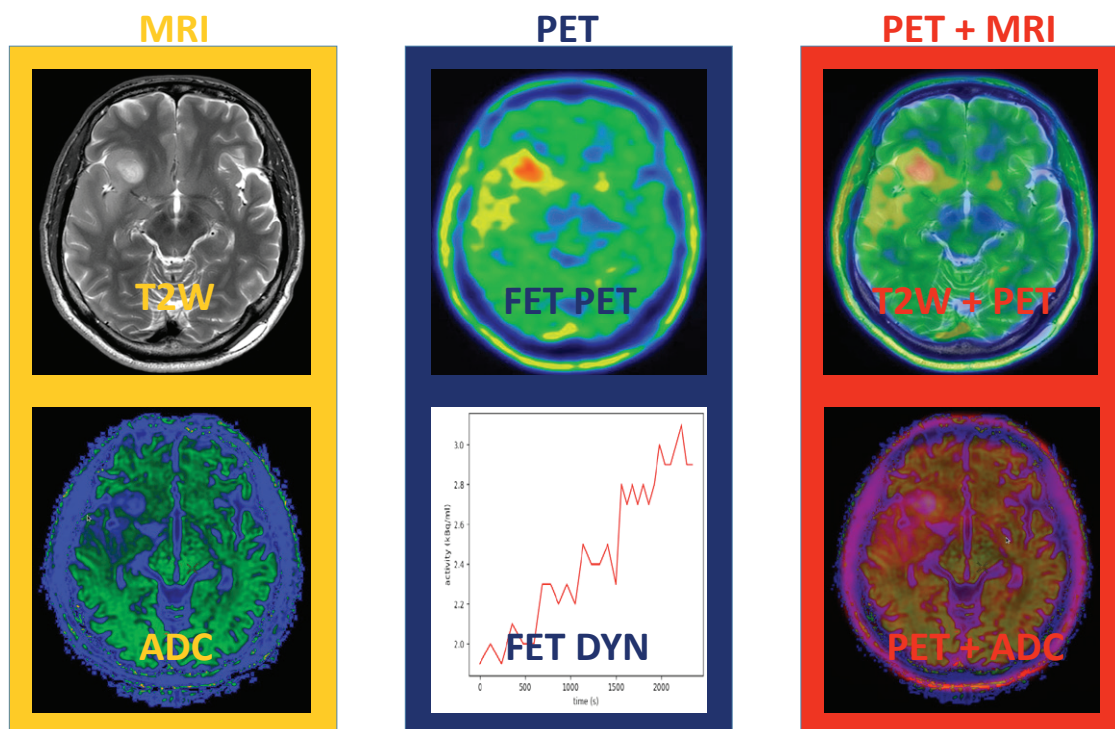 MRI
PET
PET + MRI
T2W
FET PET
T2W + PET
ADC
activity (kBq/ml)
3.0
2.8
2.6
2.4
2.2
2.0
FET DYN
0
500
1000
1500
2000
time (s)
PET + ADC